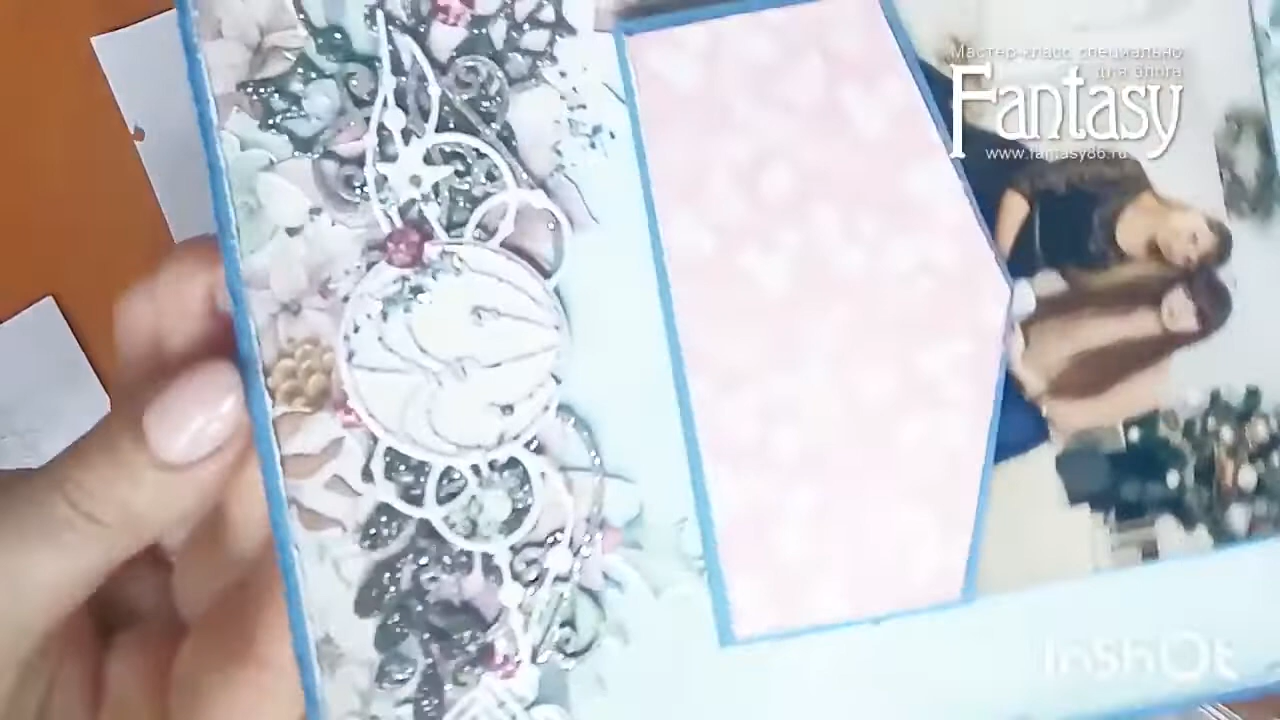 Мастер-класс специально
для блога
Fantasy
www.fantasy86.ru
InShOt